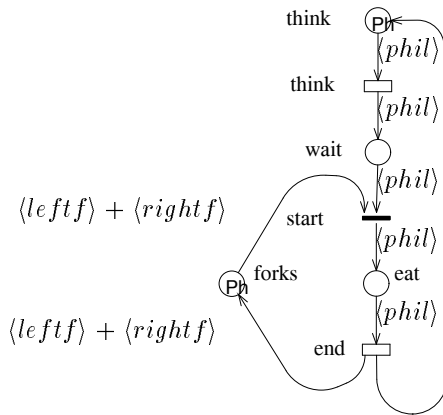 think
Ph
⟨phil⟩
think
⟨phil⟩
wait
⟨phil⟩
⟨leftf⟩ + ⟨rightf⟩
start
⟨phil⟩
Ph
forks
eat
⟨phil⟩
⟨leftf⟩ + ⟨rightf⟩
end